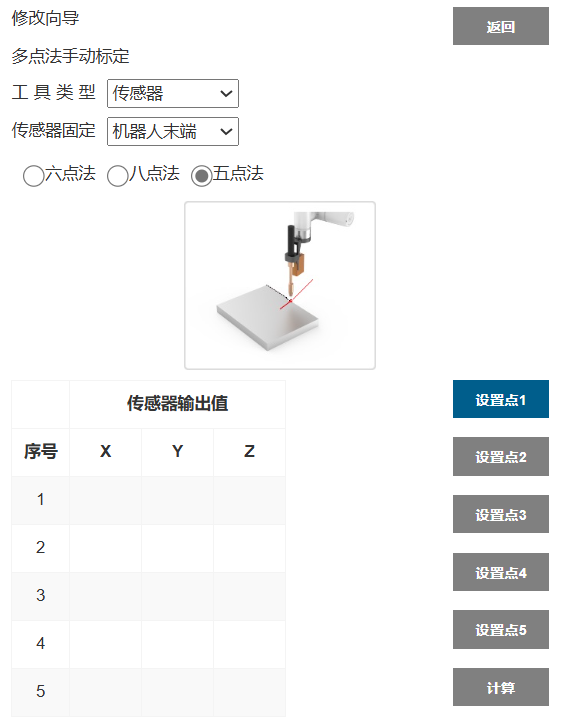 修改向导 返回
多点法手动标定
工 具 类 型 传感器
传感器固定 机器人末端
六点法 八点法 五点法
传感器输出值 设置点1
序号 X Y Z 设置点2
1
2 设置点3
3 设置点4
4 设置点5
5 计算